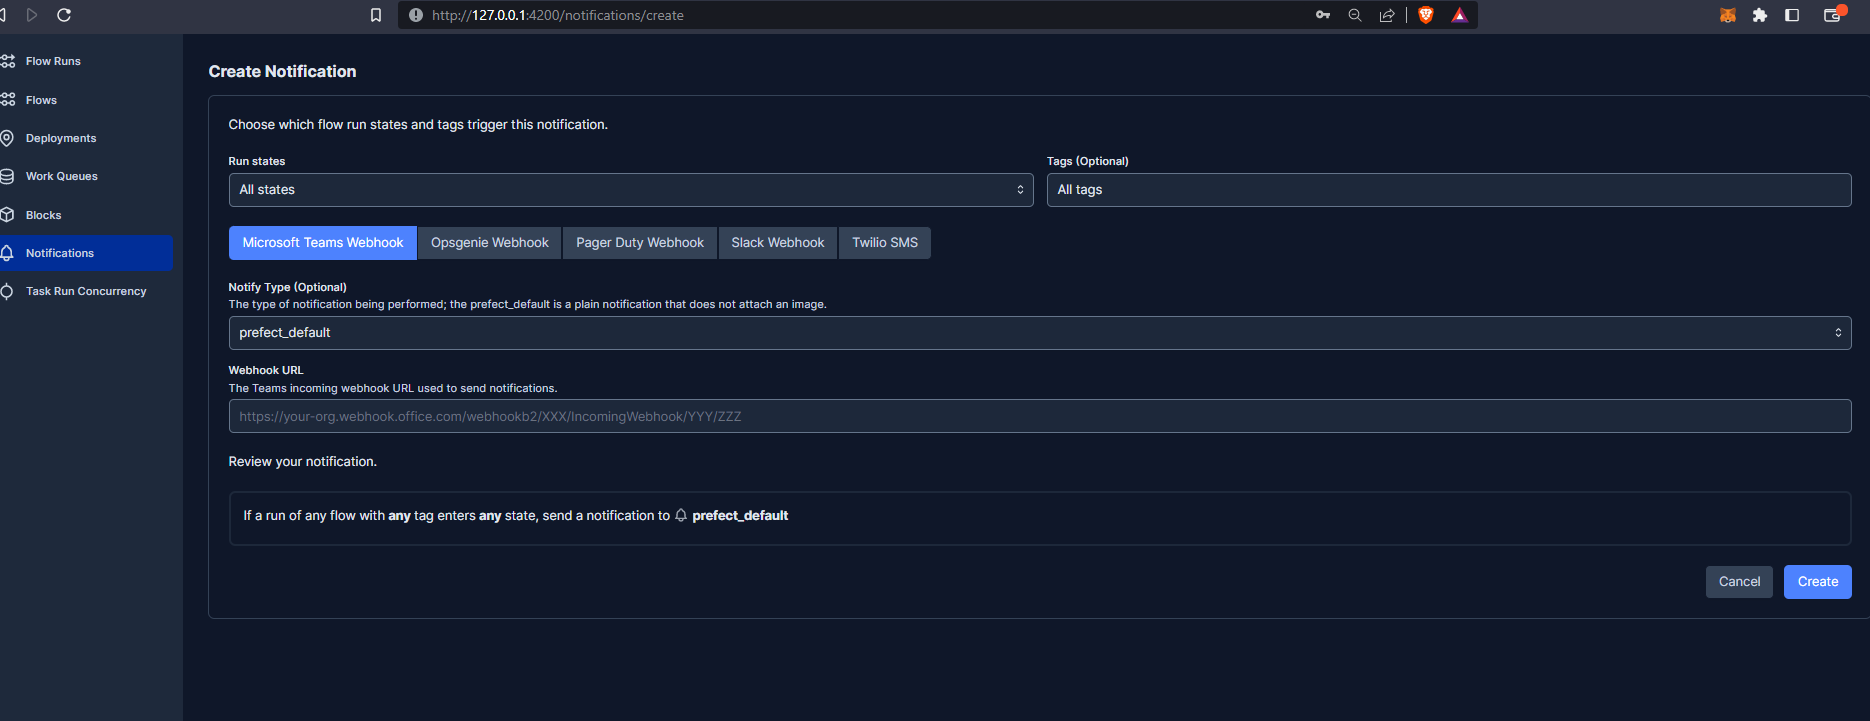 http://127.0.0.1:4200/notifications/create
Flow Runs
Flows
Deployments
Work Queues
Blocks
Notifications
Task Run Concurrency
Create Notification
Choose which flow run states and tags trigger this notification.
Run states
Tags (Optional)
All states
All tags
Microsoft Teams Webhook
Opsgenie Webhook
Pager Duty Webhook
Slack Webhook
Twilio SMS
Notify Type (Optional)
The type of notification being performed; the prefect_default is a plain notification that does not attach an image.
prefect_default
Webhook URL
The Teams incoming webhook URL used to send notifications.
https://your-org.webhook.office.com/webhookb2/XXX/IncomingWebhook/YYY/ZZZ
Review your notification.
If a run of any flow with any tag enters any state, send a notification to prefect_default
Cancel
Create